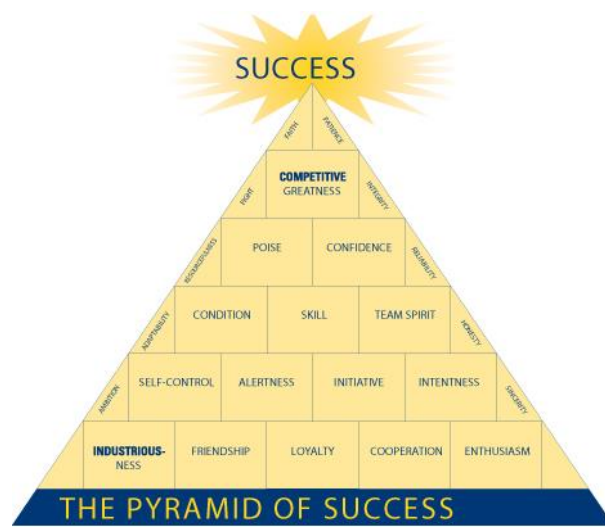 SUCCESS
FAITH
PATIENCE
COMPETITIVE
GREATNESS
FIGHT
INTEGRITY
POISE
CONFIDENCE
RESOURCEFULNESS
RELIABILITY
CONDITION
SKILL
TEAM SPIRIT
ADAPTABILITY
HONESTY
SELF-CONTROL
ALERTNESS
INITIATIVE
INTENTNESS
AMBITION
SINCERITY
INDUSTRIOUS-
NESS
FRIENDSHIP
LOYALTY
COOPERATION
ENTHUSIASM
THE PYRAMID OF SUCCESS